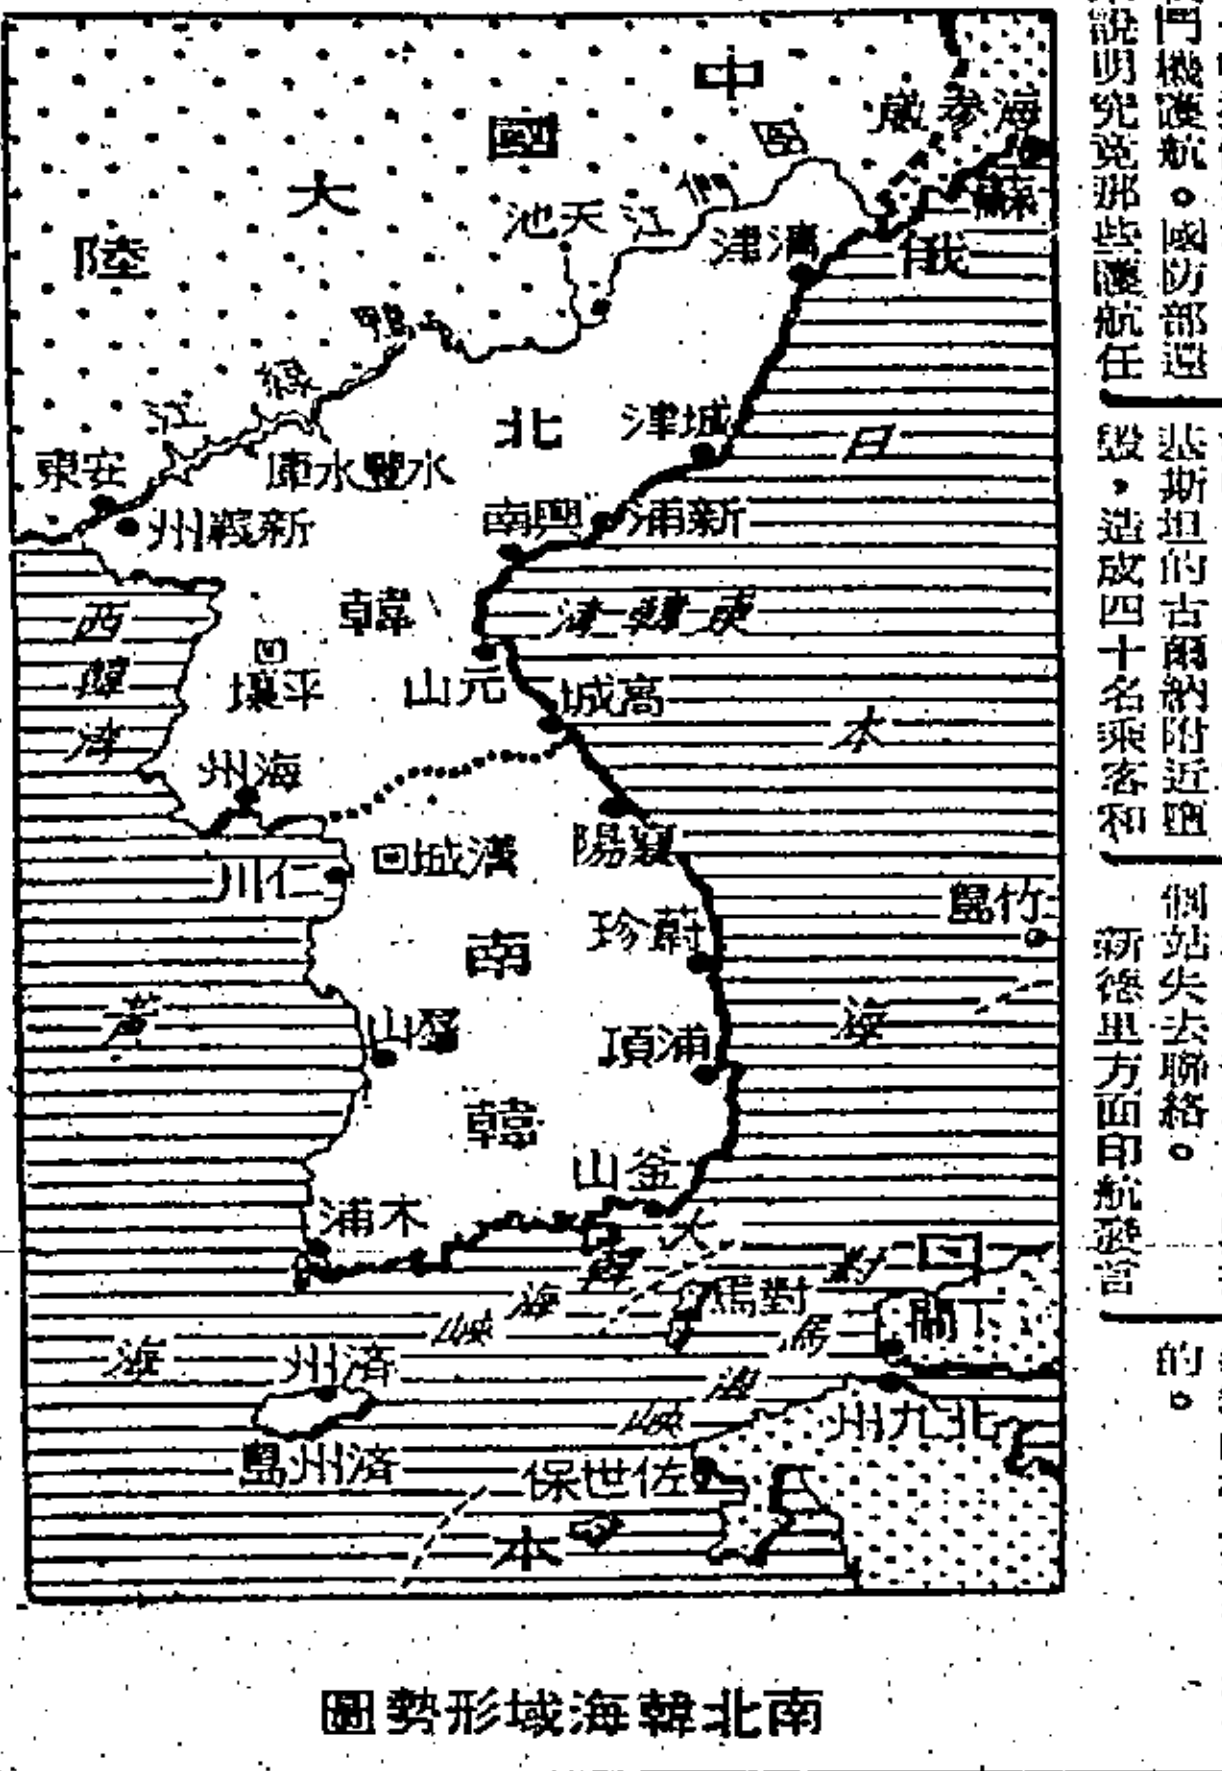 中國大陸
海參崴
蘇俄
圖們江
天池
清津
鴨綠江
北韓
城津
安東
水豐水庫
新義州
興南
新浦
日本海
東韓灣
西韓灣
平壤
元山
高城
海州
漢城
襄陽
仁川
竹島
南韓
蔚珍
黃海
群山
浦項
釜山
木浦
大韓海峽
對馬
對馬海峽
日本
下關
済州
済州島
北九州
佐世保
南北韓海域形勢圖
門機護航。國防部還
說明究竟那些護航任
基斯坦的古爾納附近墮
毀,造成四十名乘客和
個站失去聯絡。
新德里方面印航發言
的。